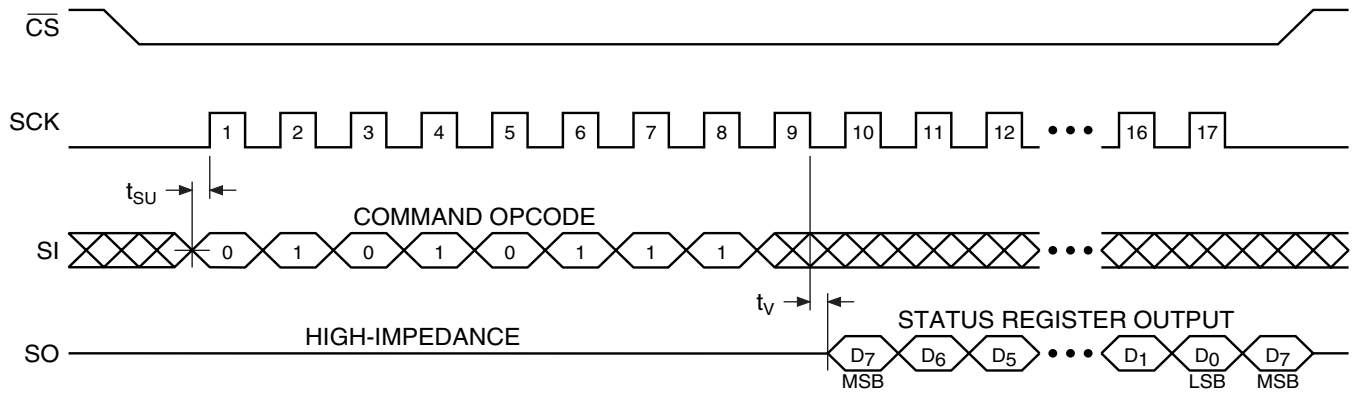 CS
SCK 1 2 3 4 5 6 7 8 9 10 11 12 ••• 16 17
tSU
COMMAND OPCODE
SI 0 1 0 1 0 1 1 1 •••
tV
HIGH-IMPEDANCE STATUS REGISTER OUTPUT
SO D7 D6 D5 ••• D1 D0 D7
MSB LSB MSB